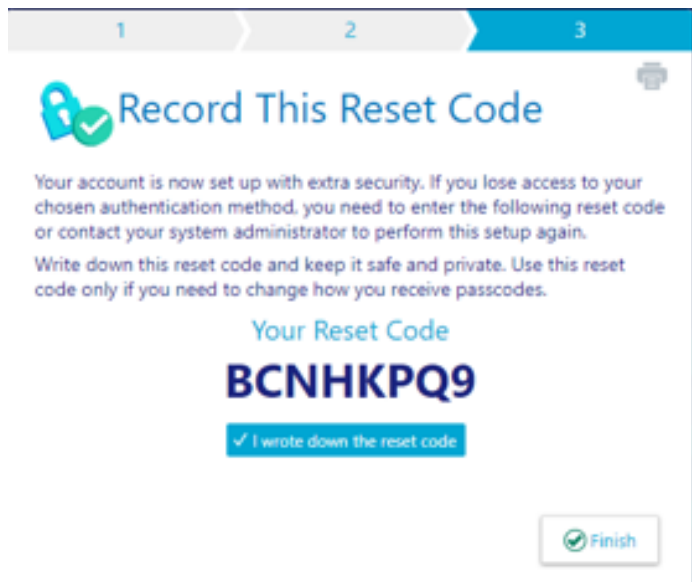 1 2 3
Record This Reset Code
Your account is now set up with extra security. If you lose access to your
chosen authentication method, you need to enter the following reset code
or contact your system administrator to perform this setup again.
Write down this reset code and keep it safe and private. Use this reset
code only if you need to change how you receive passcodes.
Your Reset Code
BCNHKPQ9
✓ I wrote down the reset code
Finish